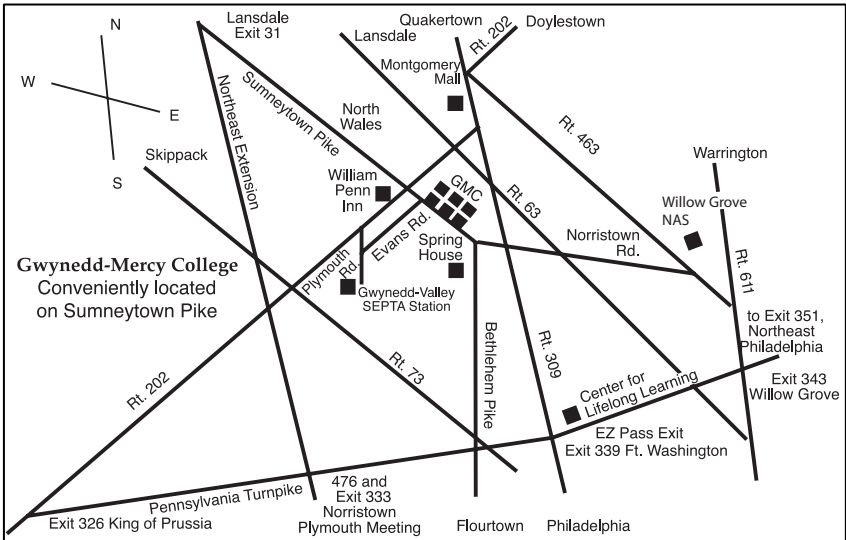 Lansdale
Exit 31
Quakertown
Doylestown
Lansdale
Rt. 202
Montgomery
Mall
N
W
E
S
Sumneytown Pike
Northeast Extension
North
Wales
Rt. 463
Warrington
Skippack
William
Penn
Inn
GMC
Rt. 63
Willow Grove
NAS
Evans Rd.
Norristown
Rd.
Spring
House
Plymouth
Rd.
Gwynedd-Mercy College
Conveniently located
on Sumneytown Pike
Gwynedd-Valley
SEPTA Station
Rt. 611
to Exit 351,
Northeast
Philadelphia
Rt. 202
Rt. 73
Bethlehem Pike
Rt. 309
Center for
Lifelong Learning
Exit 343
Willow Grove
EZ Pass Exit
Exit 339 Ft. Washington
Pennsylvania Turnpike
Exit 326 King of Prussia
476 and
Exit 333
Norristown
Plymouth Meeting
Flourtown
Philadelphia